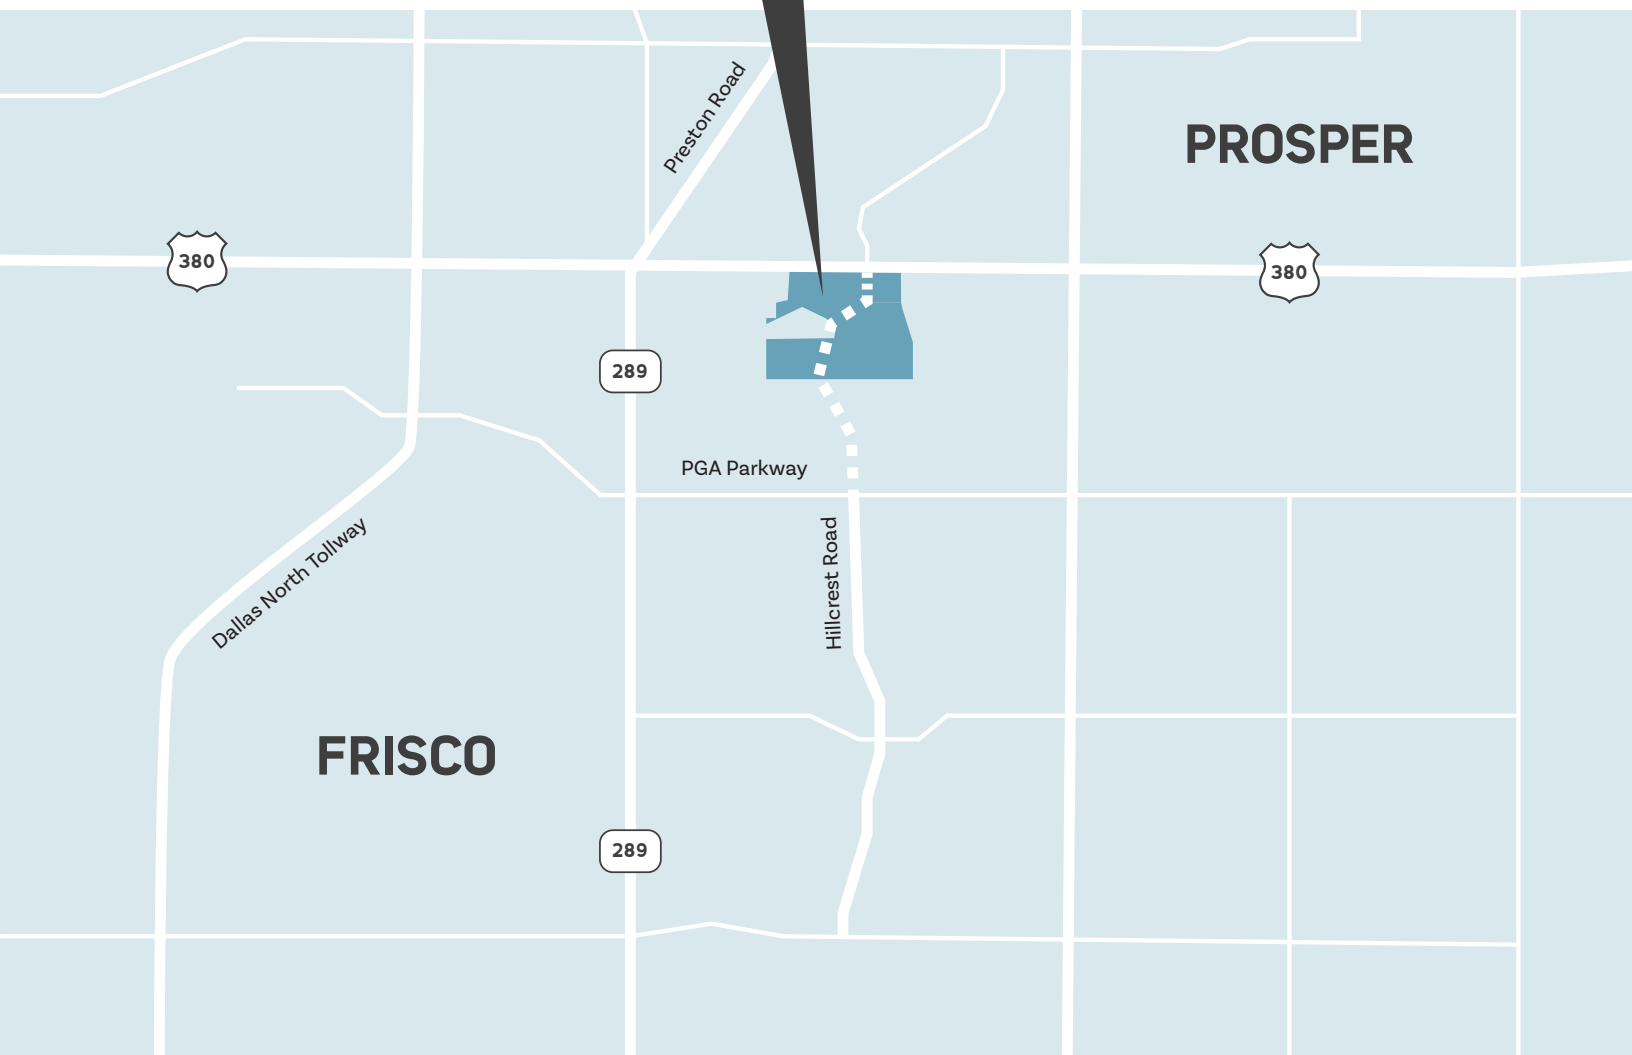 Preston Road
PROSPER
380
380
289
PGA Parkway
Hillcrest Road
Dallas North Tollway
FRISCO
289